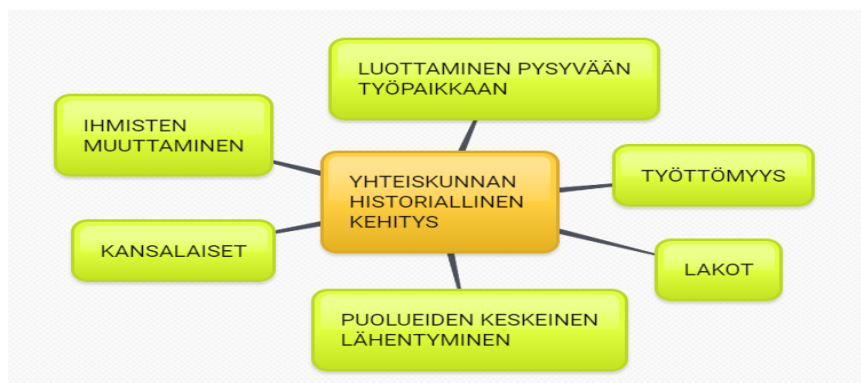 LUOTTAMINEN PYSYVÄÄN
TYÖPAIKKAAN
IHMISTEN
MUUTTAMINEN
YHTEISKUNNAN
HISTORIALLINEN
KEHITYS
TYÖTTÖMYYS
KANSALAISET
LAKOT
PUOLUEIDEN KESKEINEN
LÄHENTYMINEN